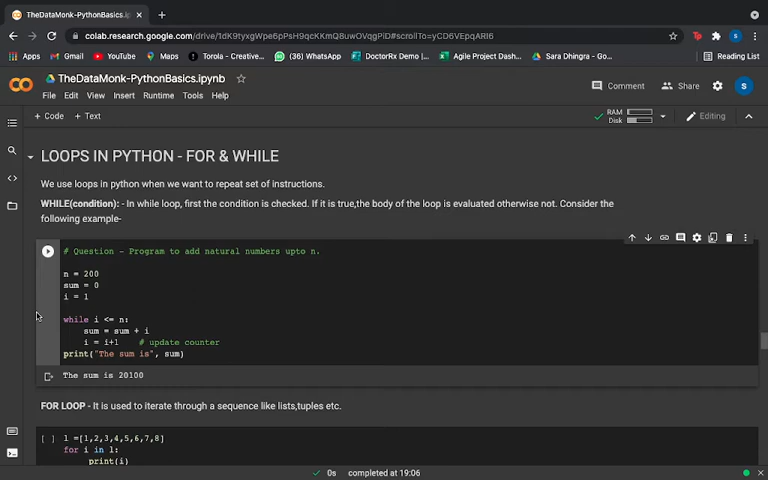 TheDataMonk-PythonBasics.ipynb
colab.research.google.com/drive/1dK9tyxgWpe6pPsH9qcKKmQ8uwOVqgPlD#scrollTo=yCD6VEpqARI6
Apps Gmail YouTube Maps Torola - Creative... (36) WhatsApp DoctorRx Demo |... Agile Project Dash... Sara Dhingra - Go... Reading List
TheDataMonk-PythonBasics.ipynb
Comment Share S
File Edit View Insert Runtime Tools Help
+ Code + Text RAM Disk Editing
LOOPS IN PYTHON - FOR & WHILE
We use loops in python when we want to repeat set of instructions.
WHILE(condition): - In while loop, first the condition is checked. If it is true,the body of the loop is evaluated otherwise not. Consider the
following example-
# Question - Program to add natural numbers upto n.
n = 200
sum = 0
i = 1
while i <= n:
sum = sum + i
i = i+1 # update counter
print("The sum is", sum)
The sum is 20100
FOR LOOP - It is used to iterate through a sequence like lists,tuples etc.
[ ] l =[1,2,3,4,5,6,7,8]
for i in l:
print(i)
0s completed at 19:06